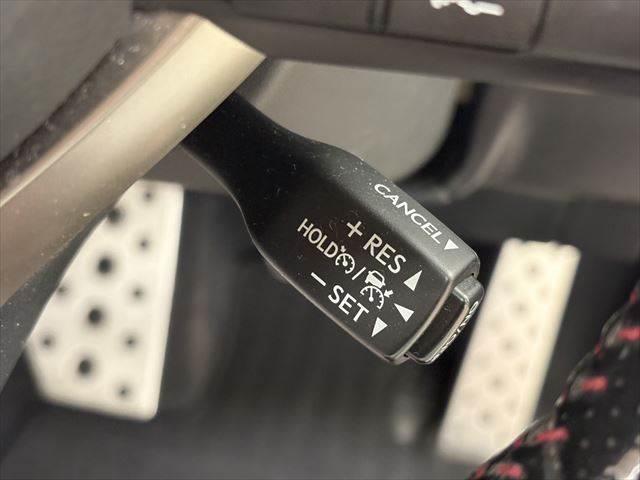 CANCEL
+ RES
HOLD /
− SET